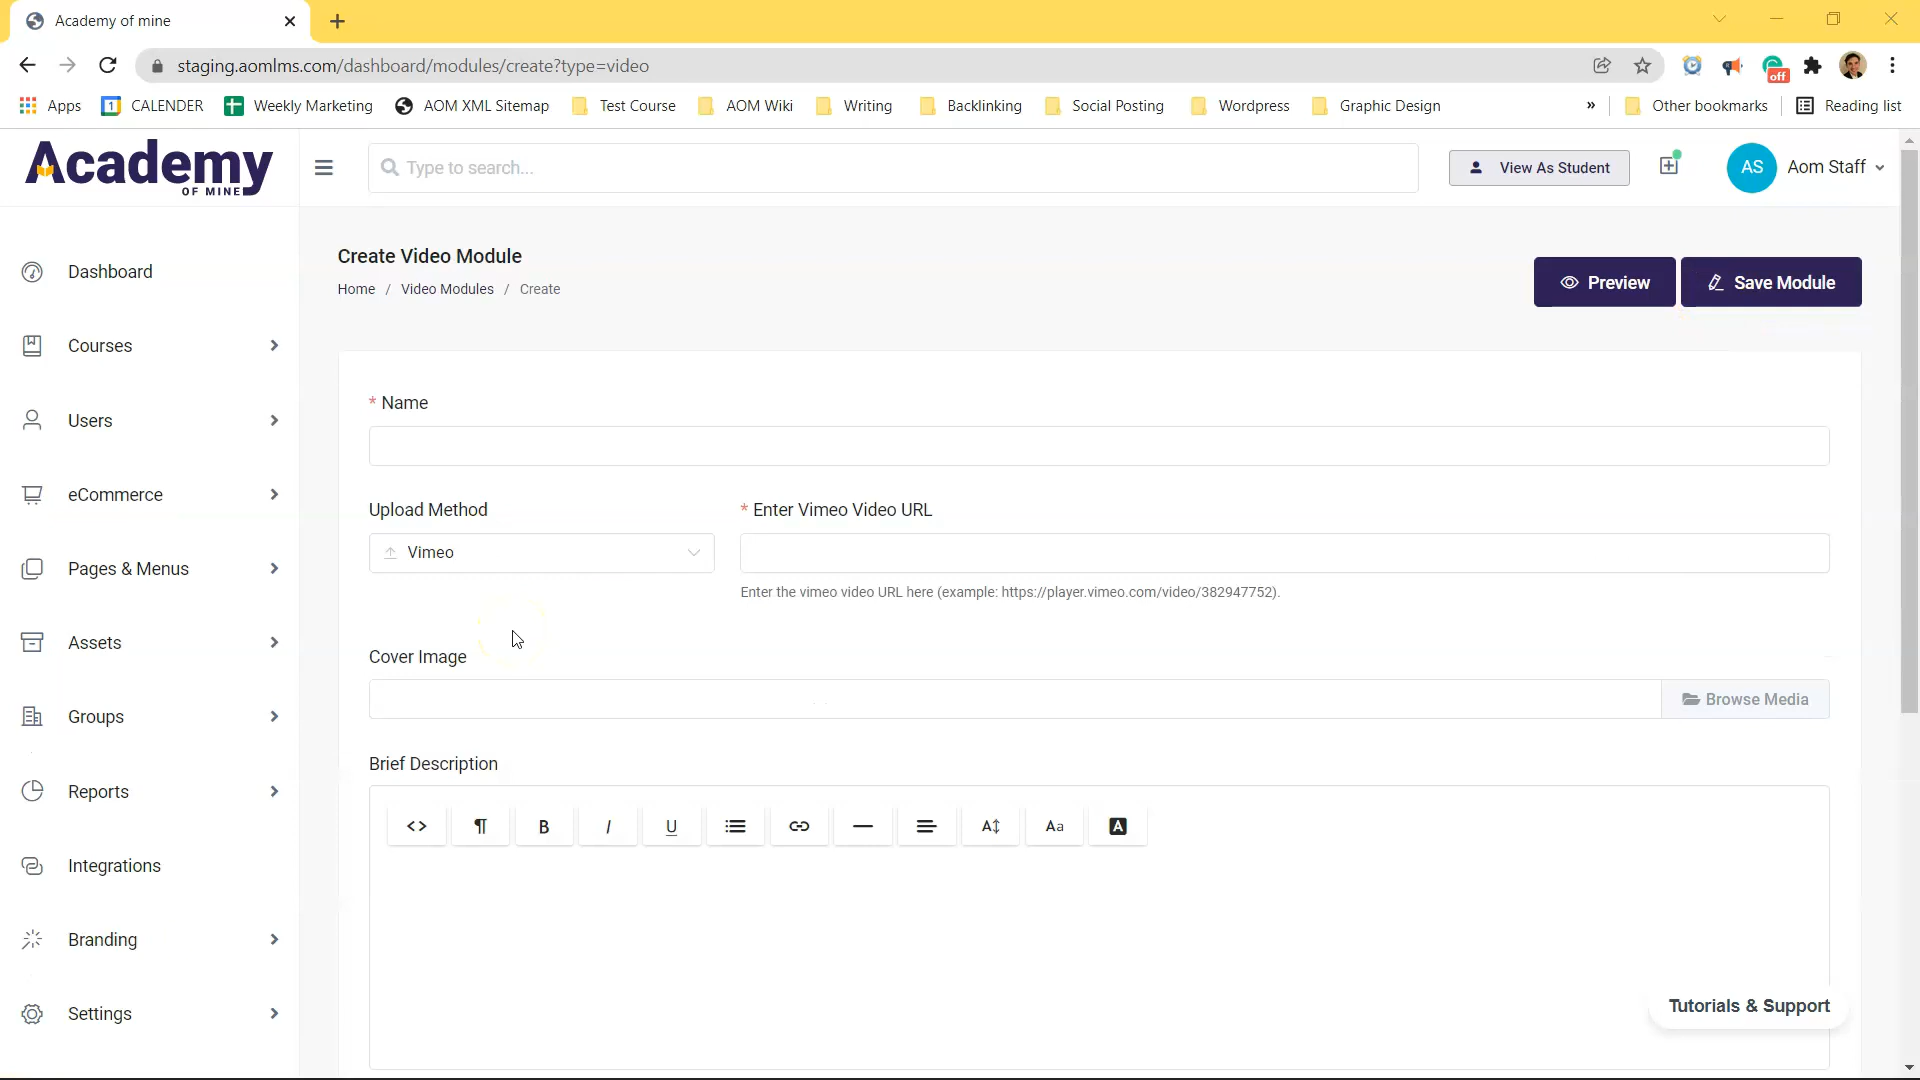 Academy of mine
staging.aomlms.com/dashboard/modules/create?type=video
off
Apps
1 CALENDER
Weekly Marketing
AOM XML Sitemap
Test Course
AOM Wiki
Writing
Backlinking
Social Posting
Wordpress
Graphic Design
»
Other bookmarks
Reading list
Academy
OF MINE
Type to search...
View As Student
AS
Aom Staff
Dashboard
Courses
Users
eCommerce
Pages & Menus
Assets
Groups
Reports
Integrations
Branding
Settings
Create Video Module
Home / Video Modules / Create
Preview
Save Module
* Name
Upload Method
* Enter Vimeo Video URL
Vimeo
Enter the vimeo video URL here (example: https://player.vimeo.com/video/382947752).
Cover Image
Browse Media
Brief Description
<> ¶ B I U A Aa A
Tutorials & Support